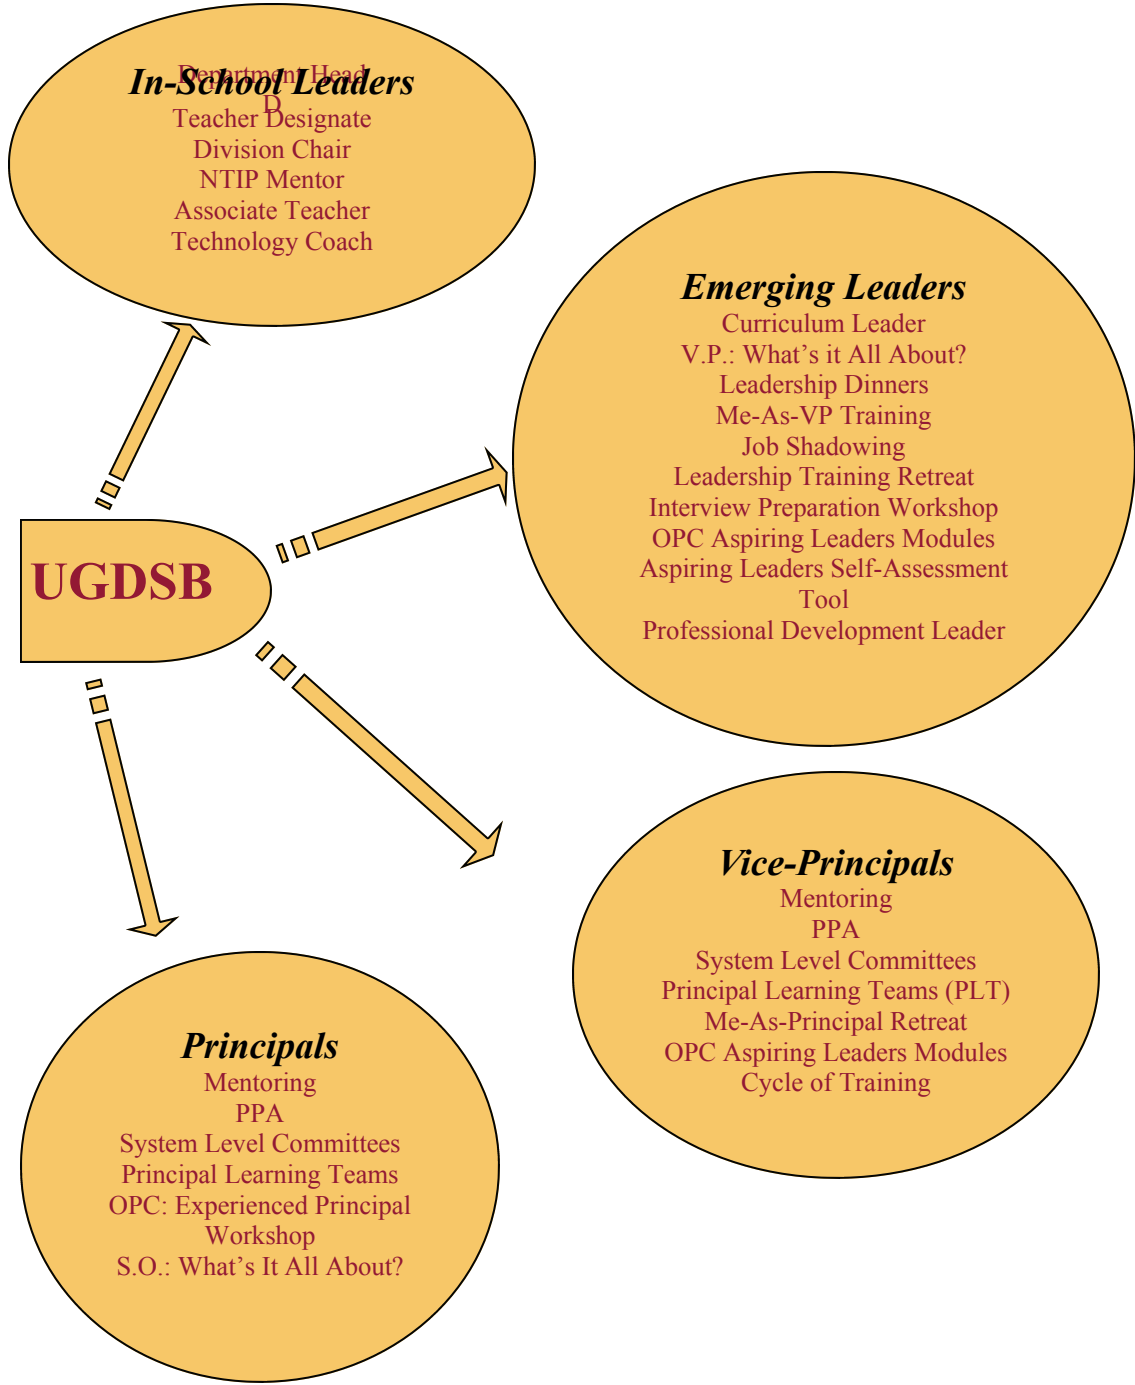 In-School Leaders
Department Head
D
Teacher Designate
Division Chair
NTIP Mentor
Associate Teacher
Technology Coach
Emerging Leaders
Curriculum Leader
V.P.: What’s it All About?
Leadership Dinners
Me-As-VP Training
Job Shadowing
Leadership Training Retreat
Interview Preparation Workshop
OPC Aspiring Leaders Modules
Aspiring Leaders Self-Assessment
Tool
Professional Development Leader
UGDSB
Vice-Principals
Mentoring
PPA
System Level Committees
Principal Learning Teams (PLT)
Me-As-Principal Retreat
OPC Aspiring Leaders Modules
Cycle of Training
Principals
Mentoring
PPA
System Level Committees
Principal Learning Teams
OPC: Experienced Principal
Workshop
S.O.: What’s It All About?